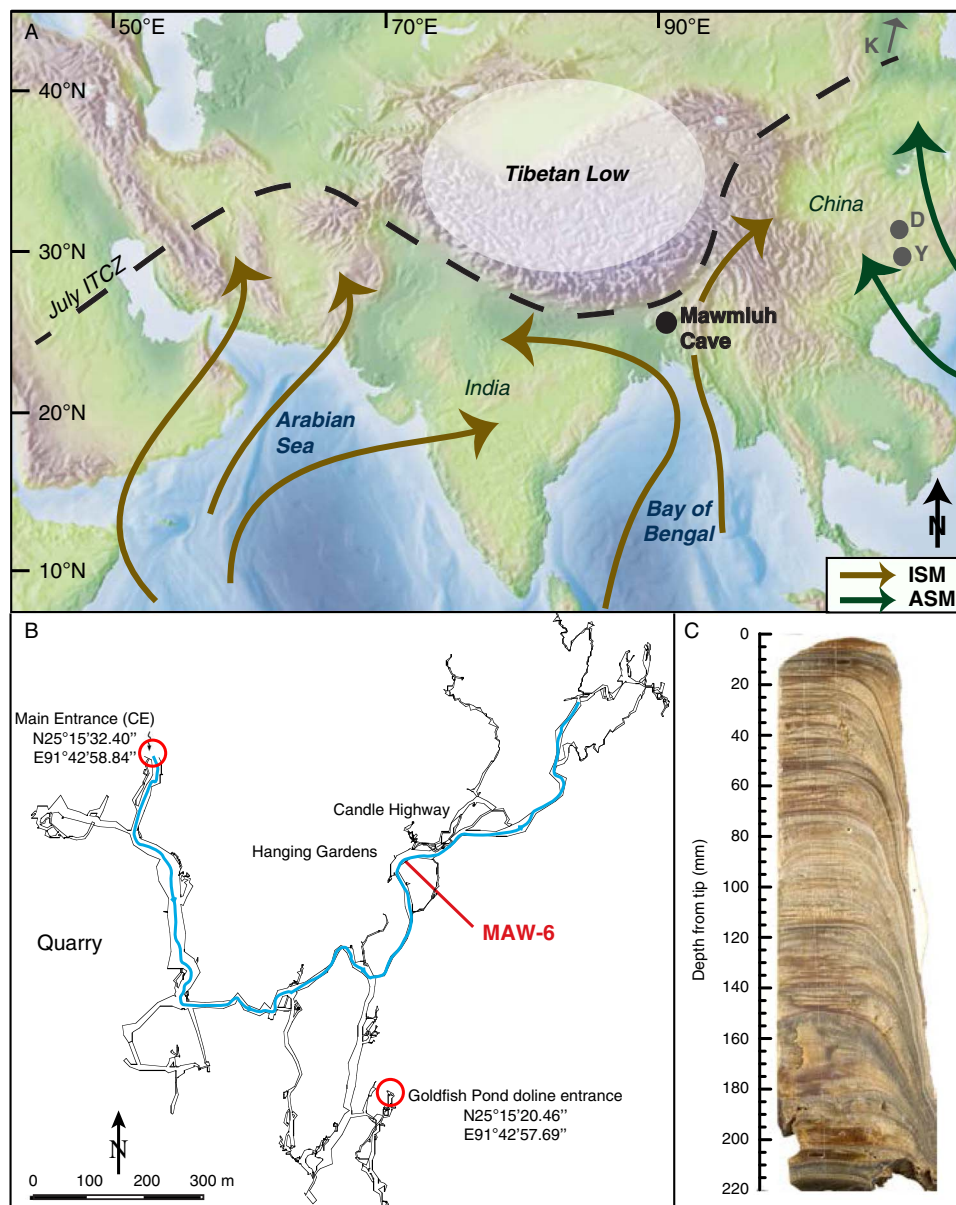 A
50°E
70°E
90°E
K
40°N
Tibetan Low
China
D
30°N
Y
July ITCZ
Mawmluh
Cave
India
20°N
Arabian
Sea
Bay of
Bengal
N
10°N
ISM
ASM
B
Main Entrance (CE)
N25°15'32.40"
E91°42'58.84"
Candle Highway
Hanging Gardens
MAW-6
Quarry
Goldfish Pond doline entrance
N25°15'20.46"
E91°42'57.69"
N
0 100 200 300 m
C
Depth from tip (mm)
0
20
40
60
80
100
120
140
160
180
200
220